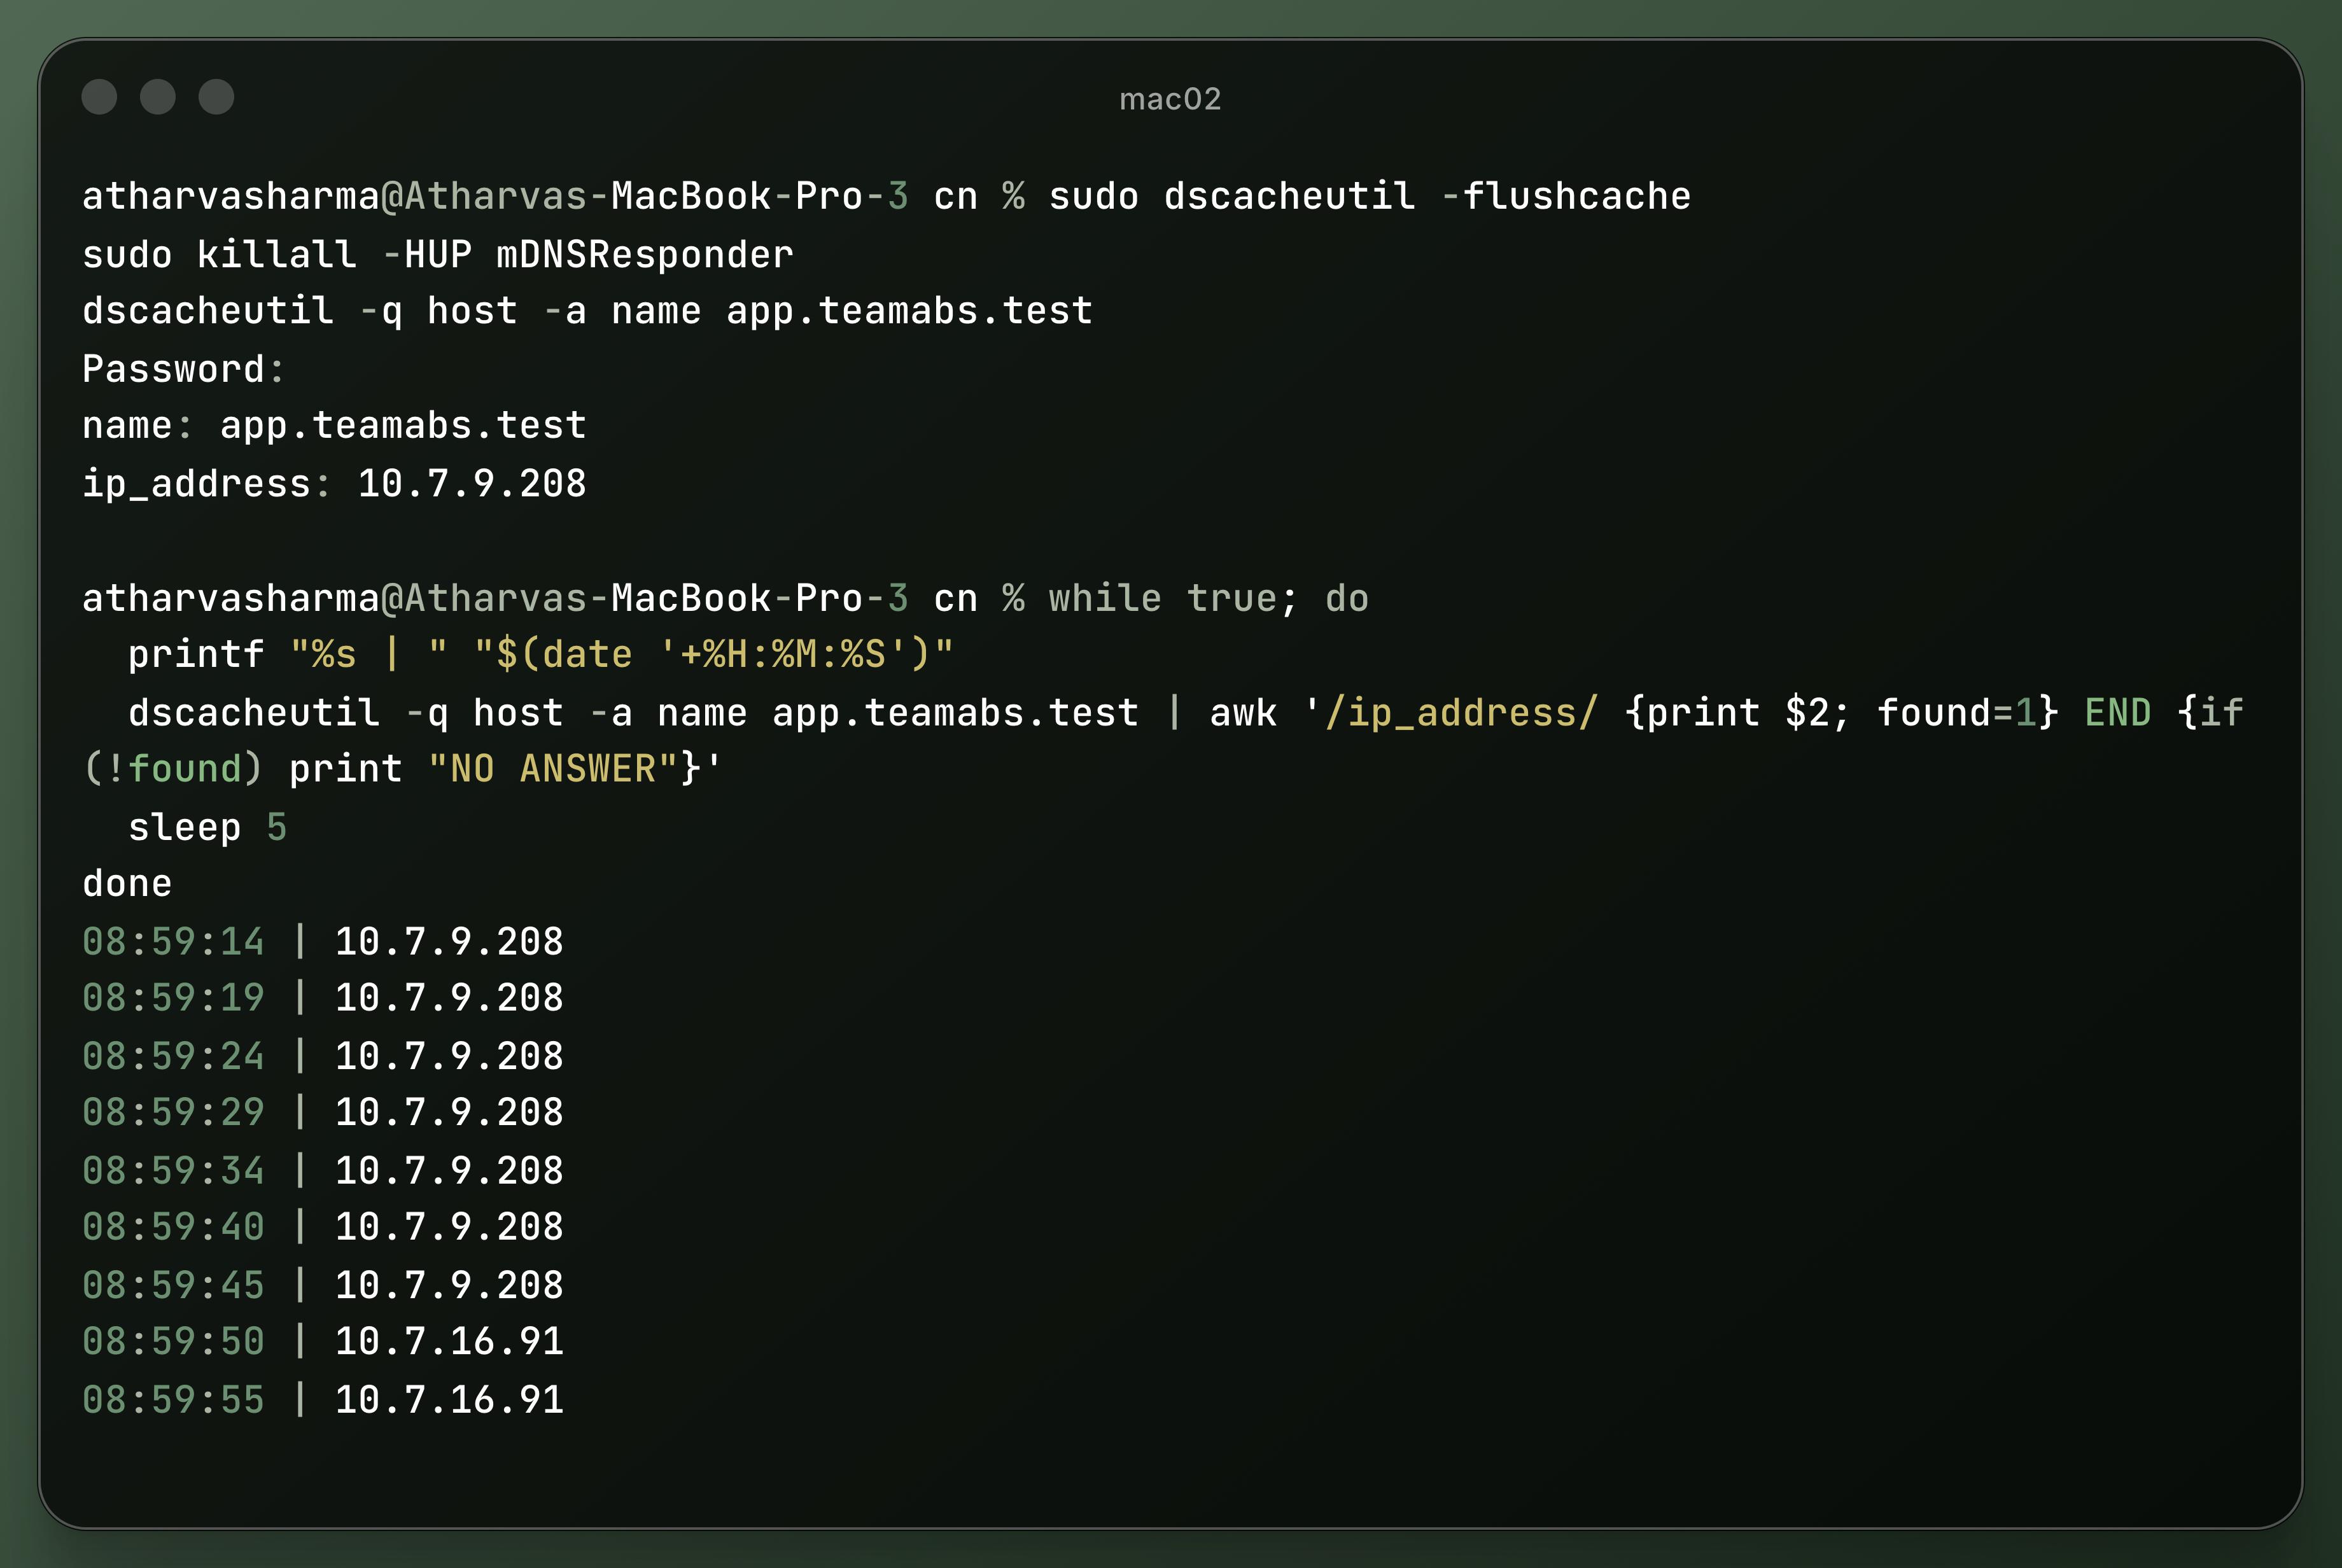 mac02
atharvasharma@Atharvas-MacBook-Pro-3 cn % sudo dscacheutil -flushcache
sudo killall -HUP mDNSResponder
dscacheutil -q host -a name app.teamabs.test
Password:
name: app.teamabs.test
ip_address: 10.7.9.208
atharvasharma@Atharvas-MacBook-Pro-3 cn % while true; do
  printf "%s | " "$(date '+%H:%M:%S')"
  dscacheutil -q host -a name app.teamabs.test | awk '/ip_address/ {print $2; found=1} END {if
(!found) print "NO ANSWER"}'
  sleep 5
done
08:59:14 | 10.7.9.208
08:59:19 | 10.7.9.208
08:59:24 | 10.7.9.208
08:59:29 | 10.7.9.208
08:59:34 | 10.7.9.208
08:59:40 | 10.7.9.208
08:59:45 | 10.7.9.208
08:59:50 | 10.7.16.91
08:59:55 | 10.7.16.91